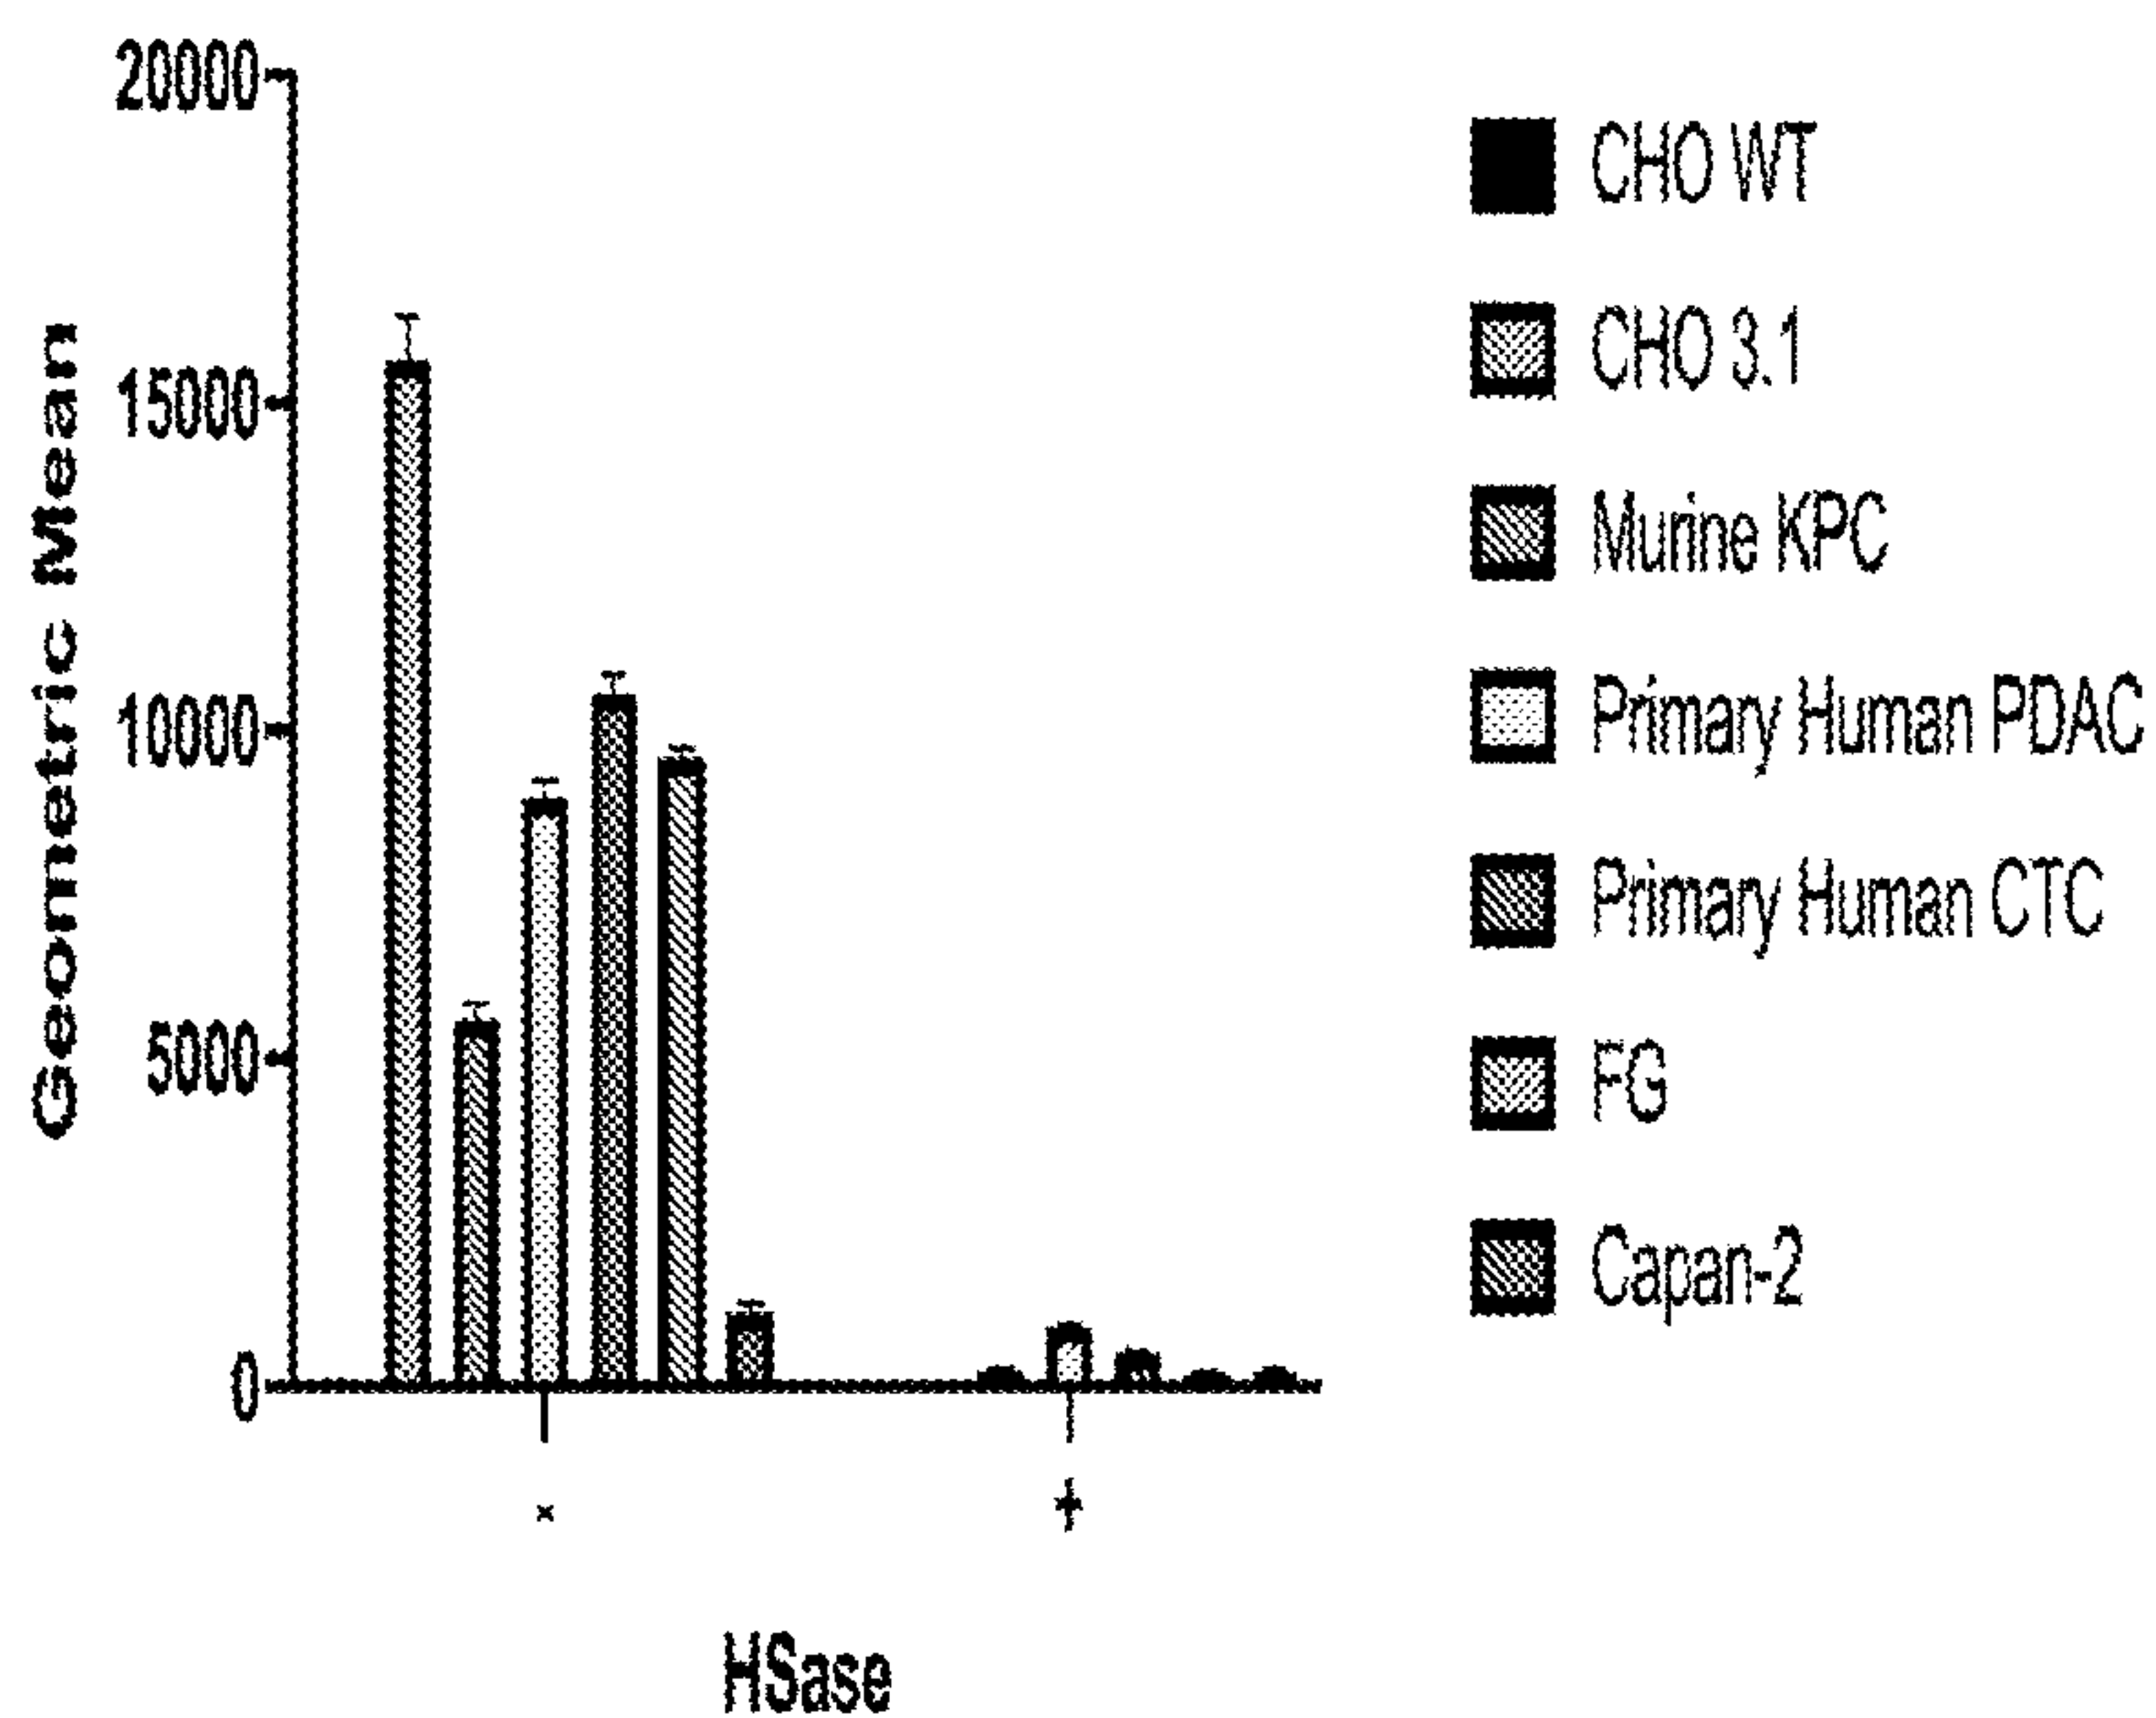 Geometric Mean
20000
15000
10000
5000
0
-
+
HSase
CHO WT
CHO 3.1
Murine KPC
Primary Human PDAC
Primary Human CTC
FG
Capan-2